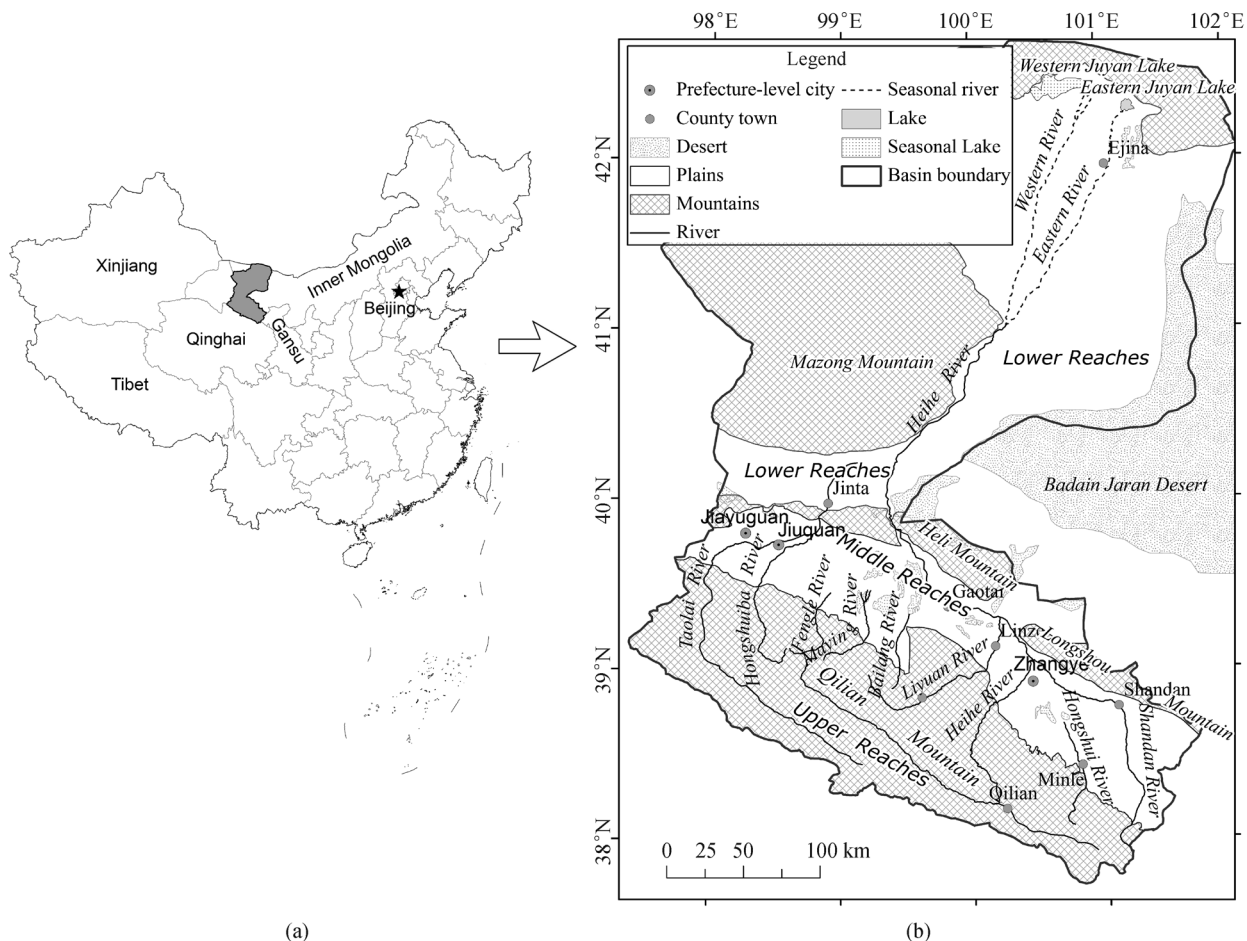 98°E
99°E
100°E
101°E
102°E
Legend
Prefecture-level city
Seasonal river
County town
Lake
Desert
Seasonal Lake
Plains
Basin boundary
Mountains
River
Western Juyan Lake
Eastern Juyan Lake
Ejina
Western River
Eastern River
42°N
41°N
40°N
39°N
38°N
Xinjiang
Inner Mongolia
Beijing
Qinghai
Gansu
Tibet
Mazong Mountain
Heihe River
Lower Reaches
Lower Reaches
Jinta
Badain Jaran Desert
Jiayuguan
Jiuquan
Heli Mountain
Middle Reaches
Gaotai
Taolai River
Hongshuiba River
Fengle River
Maying River
Bailang River
Liyuan River
Longshou Mountain
Zhangye
Shandan
Qilian Mountain
Heihe River
Hongshui River
Shandan River
Upper Reaches
Minle
Qilian
0 25 50 100 km
(a)
(b)